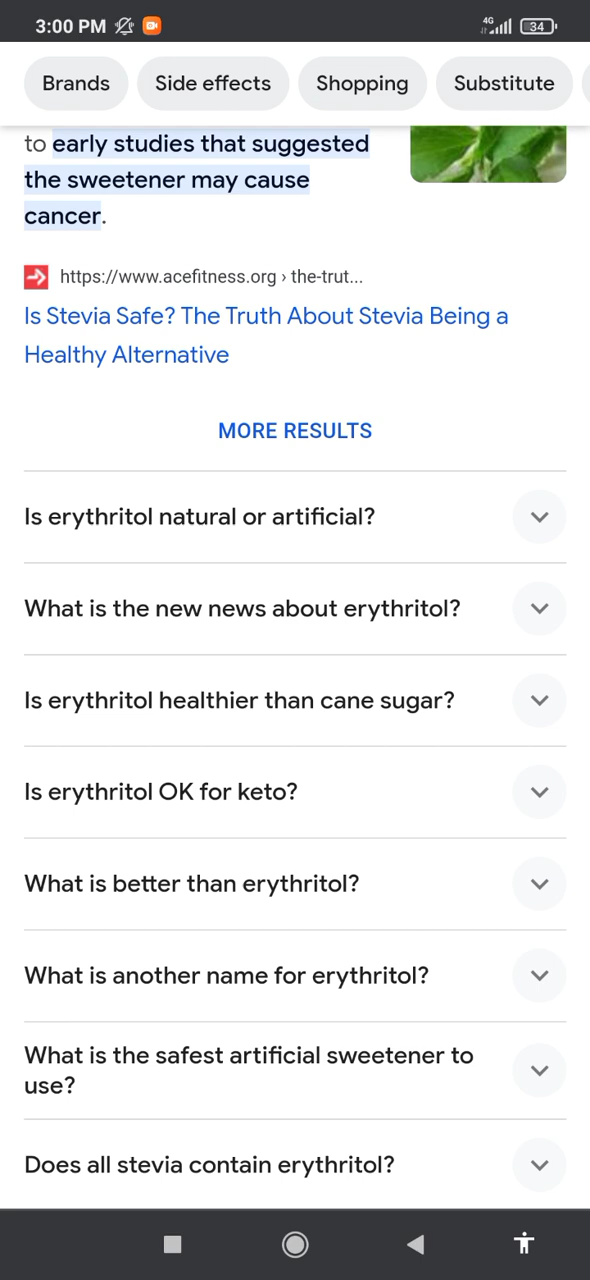 3:00 PM
4G
34
Brands
Side effects
Shopping
Substitute
to early studies that suggested
the sweetener may cause
cancer.
https://www.acefitness.org › the-trut...
Is Stevia Safe? The Truth About Stevia Being a
Healthy Alternative
MORE RESULTS
Is erythritol natural or artificial?
What is the new news about erythritol?
Is erythritol healthier than cane sugar?
Is erythritol OK for keto?
What is better than erythritol?
What is another name for erythritol?
What is the safest artificial sweetener to
use?
Does all stevia contain erythritol?